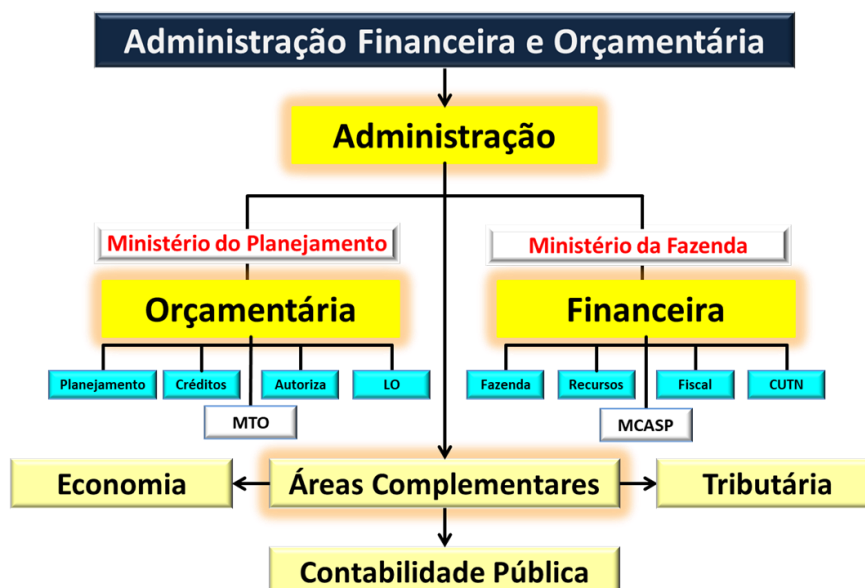 Administração Financeira e Orçamentária
Administração
Ministério do Planejamento
Ministério da Fazenda
Orçamentária
Financeira
Planejamento
Créditos
Autoriza
LO
Fazenda
Recursos
Fiscal
CUTN
MTO
MCASP
Economia
Áreas Complementares
Tributária
Contabilidade Pública